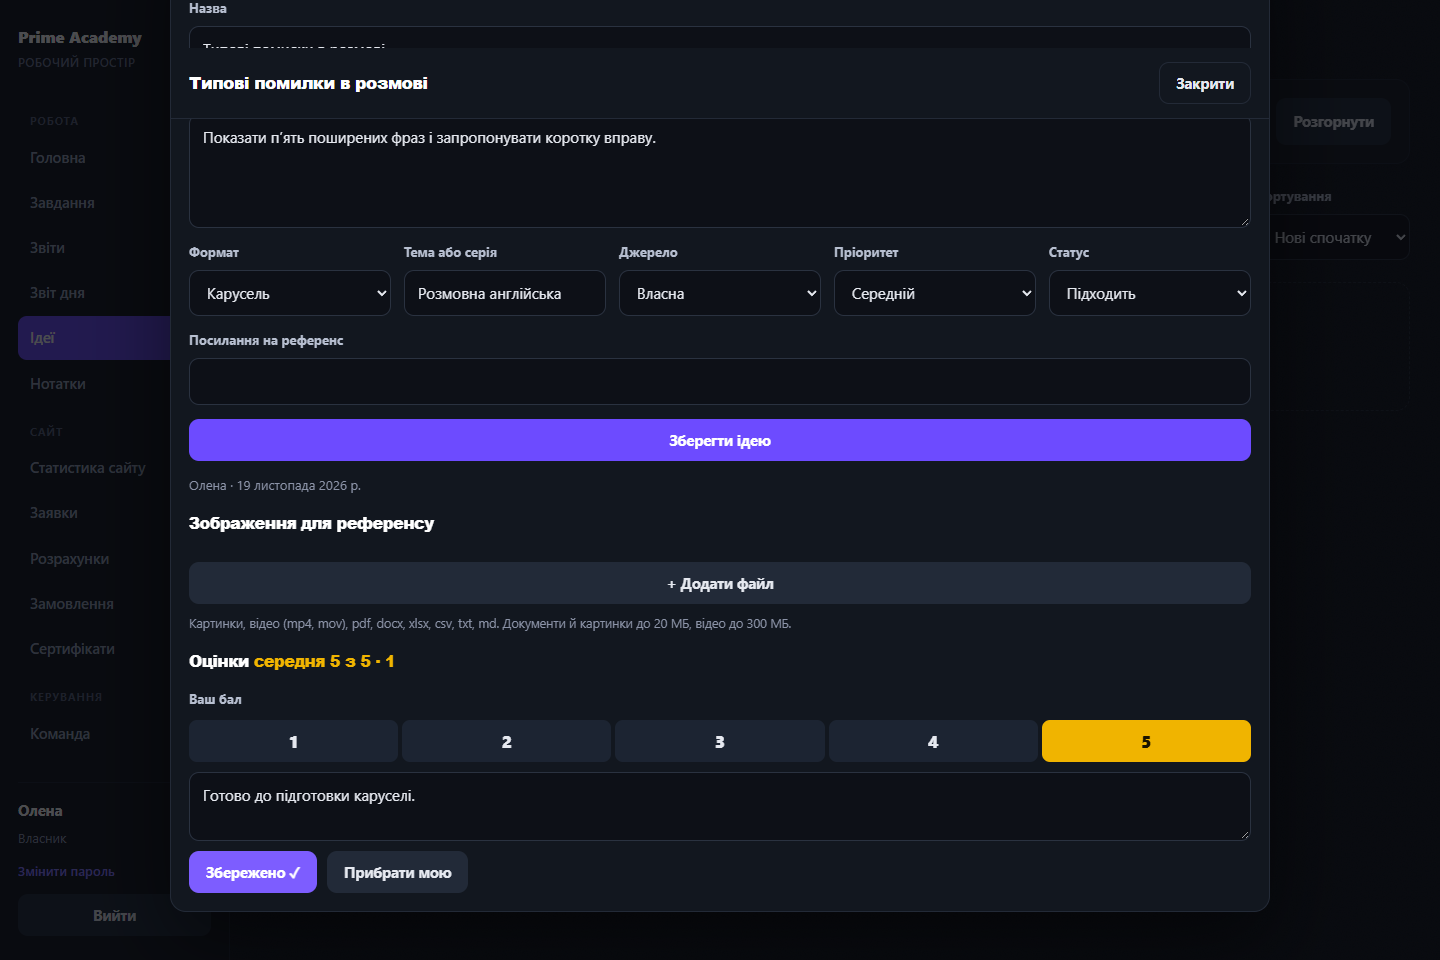 Prime Academy
РОБОЧИЙ ПРОСТІР
РОБОТА
Головна
Завдання
Звіти
Звіт дня
Ідеї
Нотатки
САЙТ
Статистика сайту
Заявки
Розрахунки
Замовлення
Сертифікати
КЕРУВАННЯ
Команда
Олена
Власник
Змінити пароль
Вийти
Назва
Типові помилки в розмові
Типові помилки в розмові
Закрити
Показати п'ять поширених фраз і запропонувати коротку вправу.
Формат
Тема або серія
Джерело
Пріоритет
Статус
Карусель
Розмовна англійська
Власна
Середній
Підходить
Посилання на референс
Зберегти ідею
Олена · 19 листопада 2026 р.
Зображення для референсу
+ Додати файл
Картинки, відео (mp4, mov), pdf, docx, xlsx, csv, txt, md. Документи й картинки до 20 МБ, відео до 300 МБ.
Оцінки середня 5 з 5 · 1
Ваш бал
1
2
3
4
5
Готово до підготовки каруселі.
Збережено ✓
Прибрати мою
Розгорнути
ортування
Нові спочатку